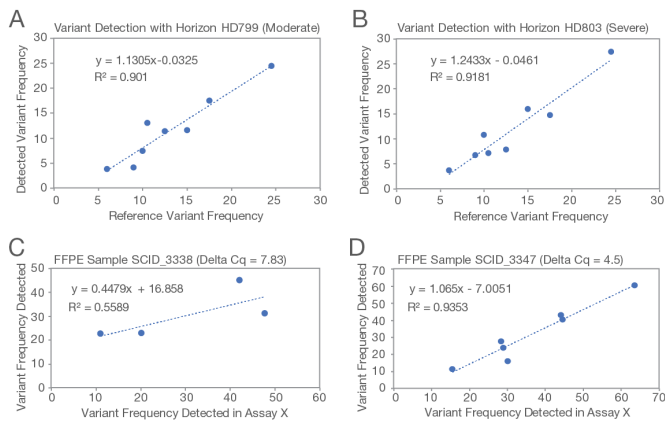 A
Variant Detection with Horizon HD799 (Moderate)
Detected Variant Frequency
30
25
20
15
10
5
0
y = 1.1305x-0.0325
R² = 0.901
0 5 10 15 20 25 30
Reference Variant Frequency
B
Variant Detection with Horizon HD803 (Severe)
Detected Variant Frequency
30
25
20
15
10
5
0
y = 1.2433x - 0.0461
R² = 0.9181
0 5 10 15 20 25 30
Reference Variant Frequency
C
FFPE Sample SCID_3338 (Delta Cq = 7.83)
Variant Frequency Detected
50
40
30
20
10
0
y = 0.4479x + 16.858
R² = 0.5589
0 10 20 30 40 50 60
Variant Frequency Detected in Assay X
D
FFPE Sample SCID_3347 (Delta Cq = 4.5)
Variant Frequency Detected
70
60
50
40
30
20
10
0
y = 1.065x - 7.0051
R² = 0.9353
0 10 20 30 40 50 60 70
Variant Frequency Detected in Assay X